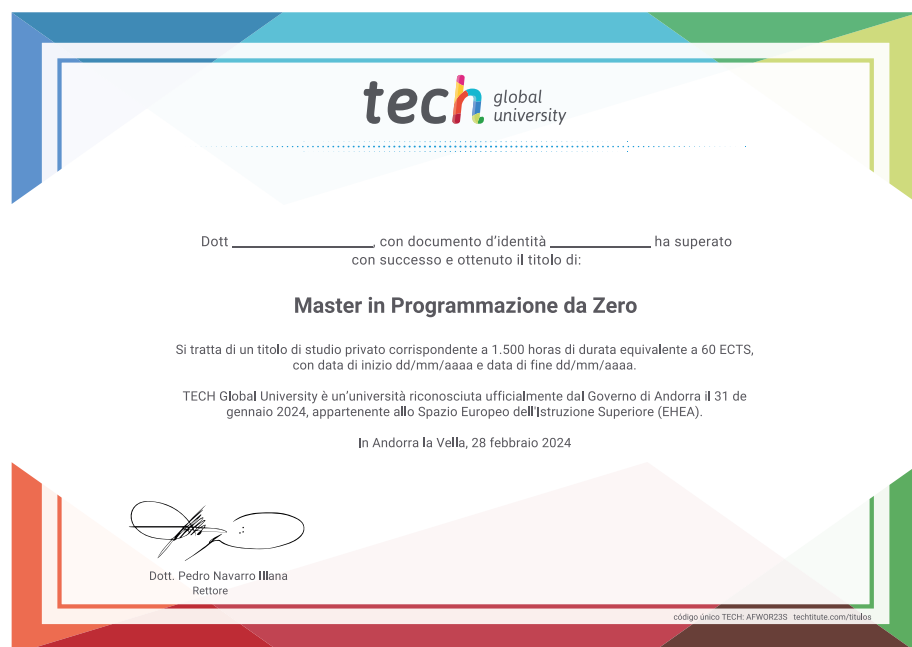 tech global university
Dott ____________________, con documento d'identità ______________ ha superato
con successo e ottenuto il titolo di:
Master in Programmazione da Zero
Si tratta di un titolo di studio privato corrispondente a 1.500 horas di durata equivalente a 60 ECTS,
con data di inizio dd/mm/aaaa e data di fine dd/mm/aaaa.
TECH Global University è un'università riconosciuta ufficialmente dal Governo di Andorra il 31 de
gennaio 2024, appartenente allo Spazio Europeo dell'Istruzione Superiore (EHEA).
In Andorra la Vella, 28 febbraio 2024
Dott. Pedro Navarro Illana
Rettore
código único TECH: AFWOR23S techtitute.com/titulos